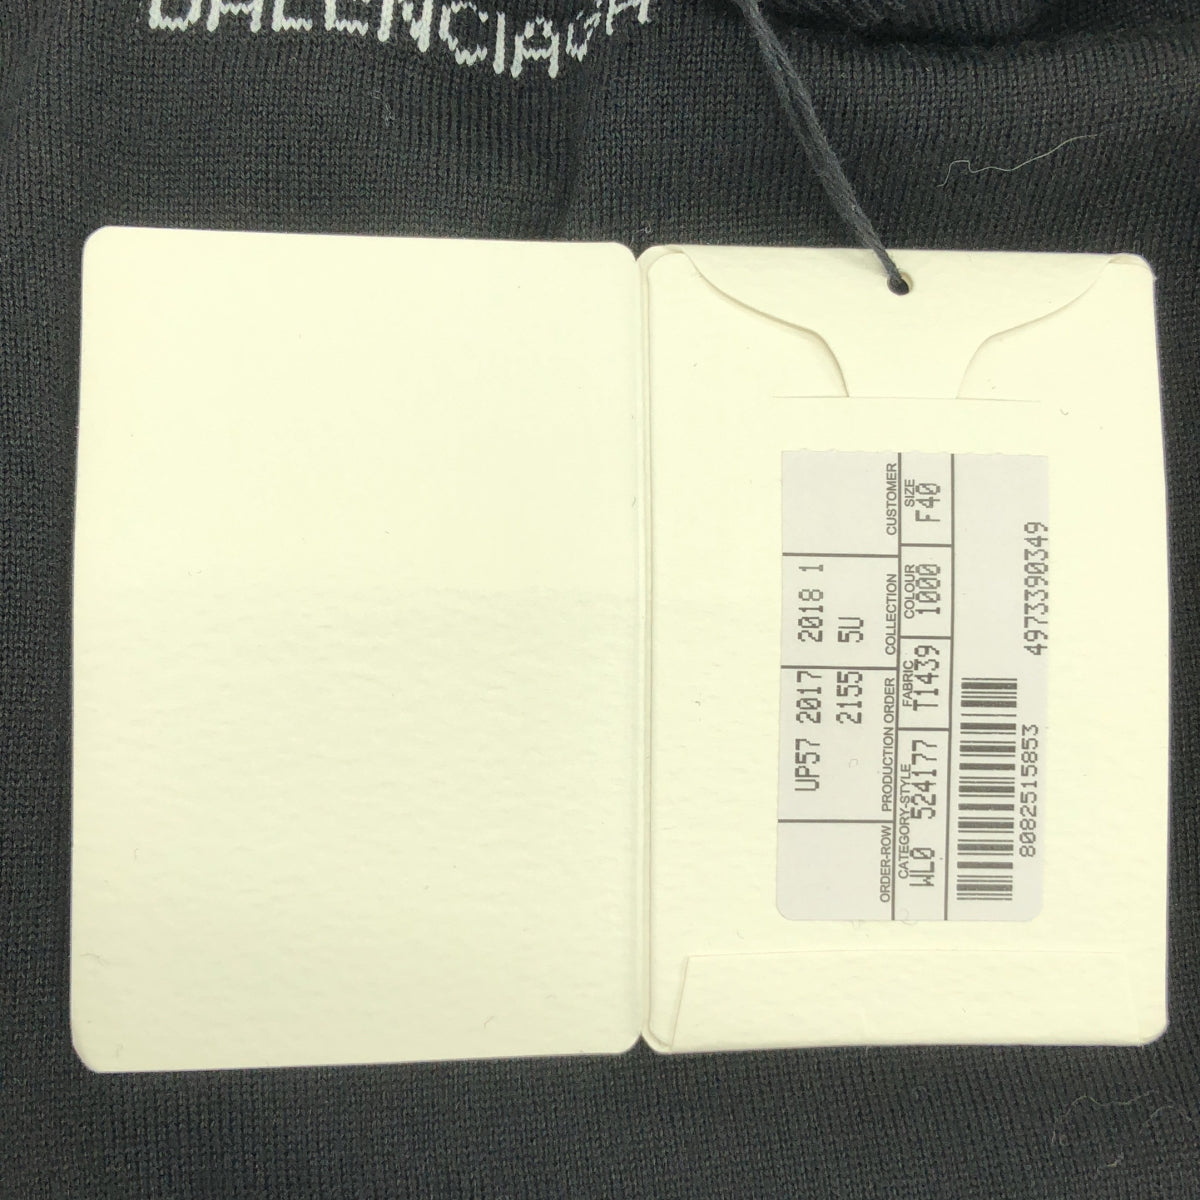 BALENCIAGA
CUSTOMER
2018 1
5U
COLLECTION
UP57 2017
2155
PRODUCTION ORDER
ORDER-ROW
SIZE
F40
COLOUR
1000
FABRIC
T1439
CATEGORY-STYLE
WL0 524177
4973390349
8082515853